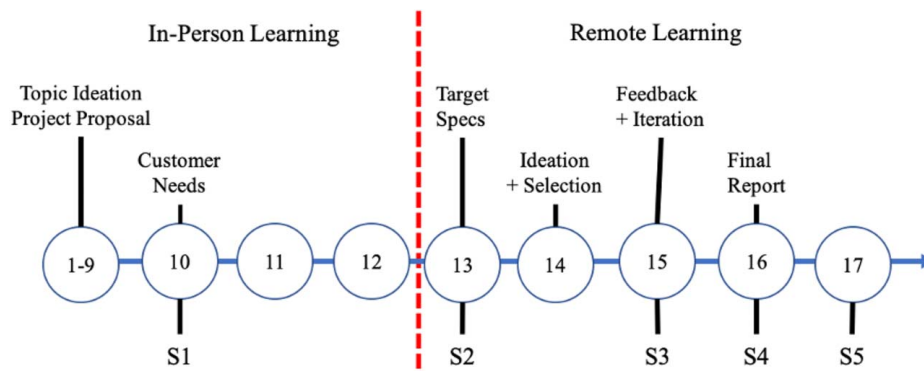 In-Person Learning
Remote Learning
Topic Ideation
Project Proposal
Customer
Needs
Target
Specs
Ideation
+ Selection
Feedback
+ Iteration
Final
Report
1-9
10
11
12
13
14
15
16
17
S1
S2
S3
S4
S5